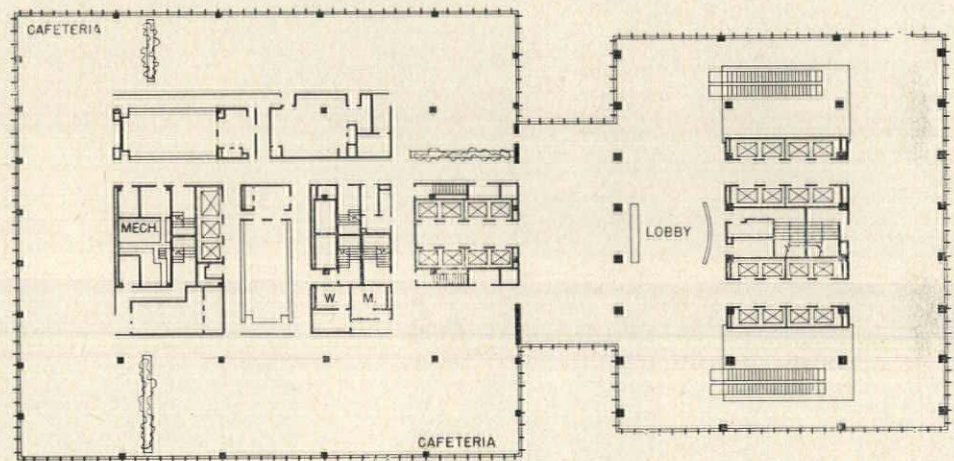 CAFETERIA
MECH.
LOBBY
W. M.
CAFETERIA